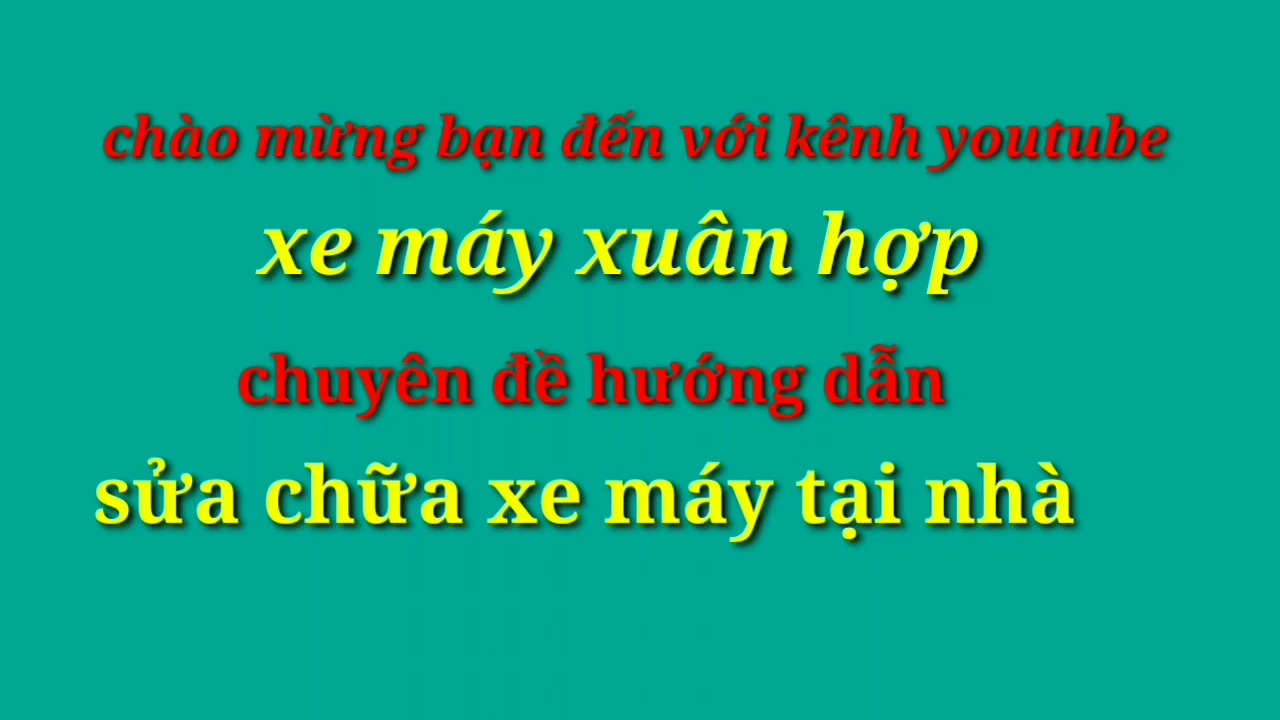 chào mừng bạn đến với kênh youtube
xe máy xuân hợp
chuyên đề hướng dẫn
sửa chữa xe máy tại nhà